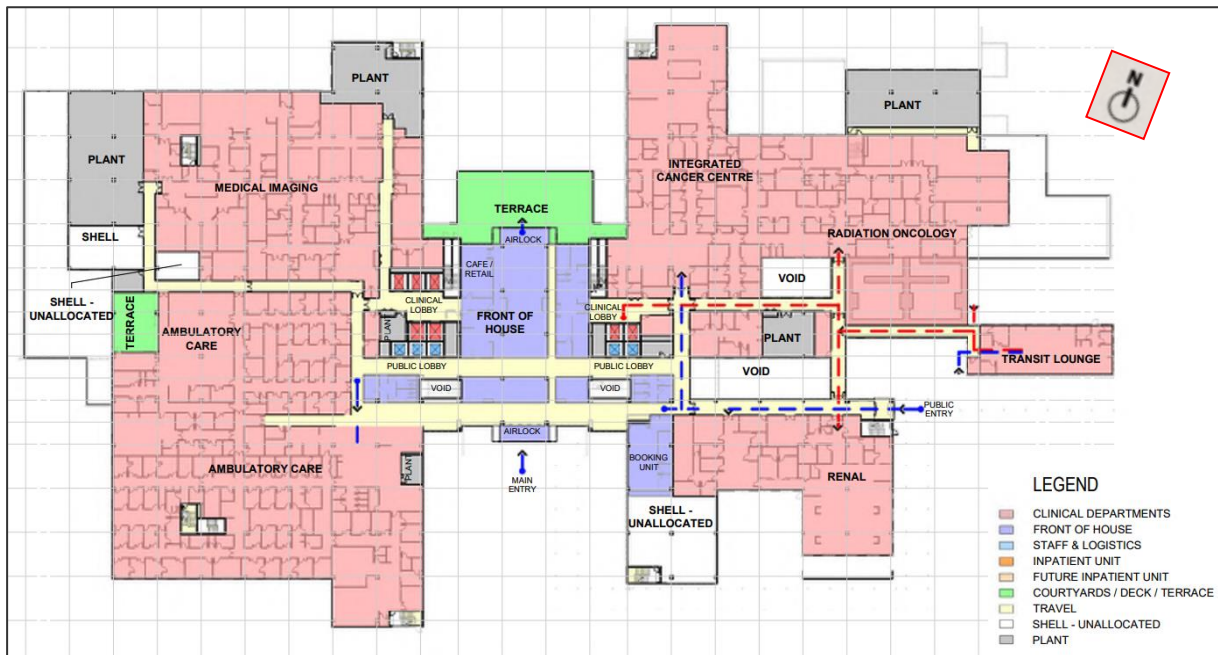 N
PLANT
PLANT
PLANT
MEDICAL IMAGING
INTEGRATED
CANCER CENTRE
TERRACE
AIRLOCK
SHELL
RADIATION ONCOLOGY
CAFE /
RETAIL
VOID
SHELL -
UNALLOCATED
TERRACE
AMBULATORY
CARE
CLINICAL
LOBBY
CLINICAL
LOBBY
PLANT
FRONT OF
HOUSE
PLANT
TRANSIT LOUNGE
PUBLIC LOBBY
PUBLIC LOBBY
VOID
VOID
VOID
PUBLIC
ENTRY
AIRLOCK
AMBULATORY CARE
PLANT
BOOKING
UNIT
RENAL
MAIN
ENTRY
SHELL -
UNALLOCATED
LEGEND
CLINICAL DEPARTMENTS
FRONT OF HOUSE
STAFF & LOGISTICS
INPATIENT UNIT
FUTURE INPATIENT UNIT
COURTYARDS / DECK / TERRACE
TRAVEL
SHELL - UNALLOCATED
PLANT